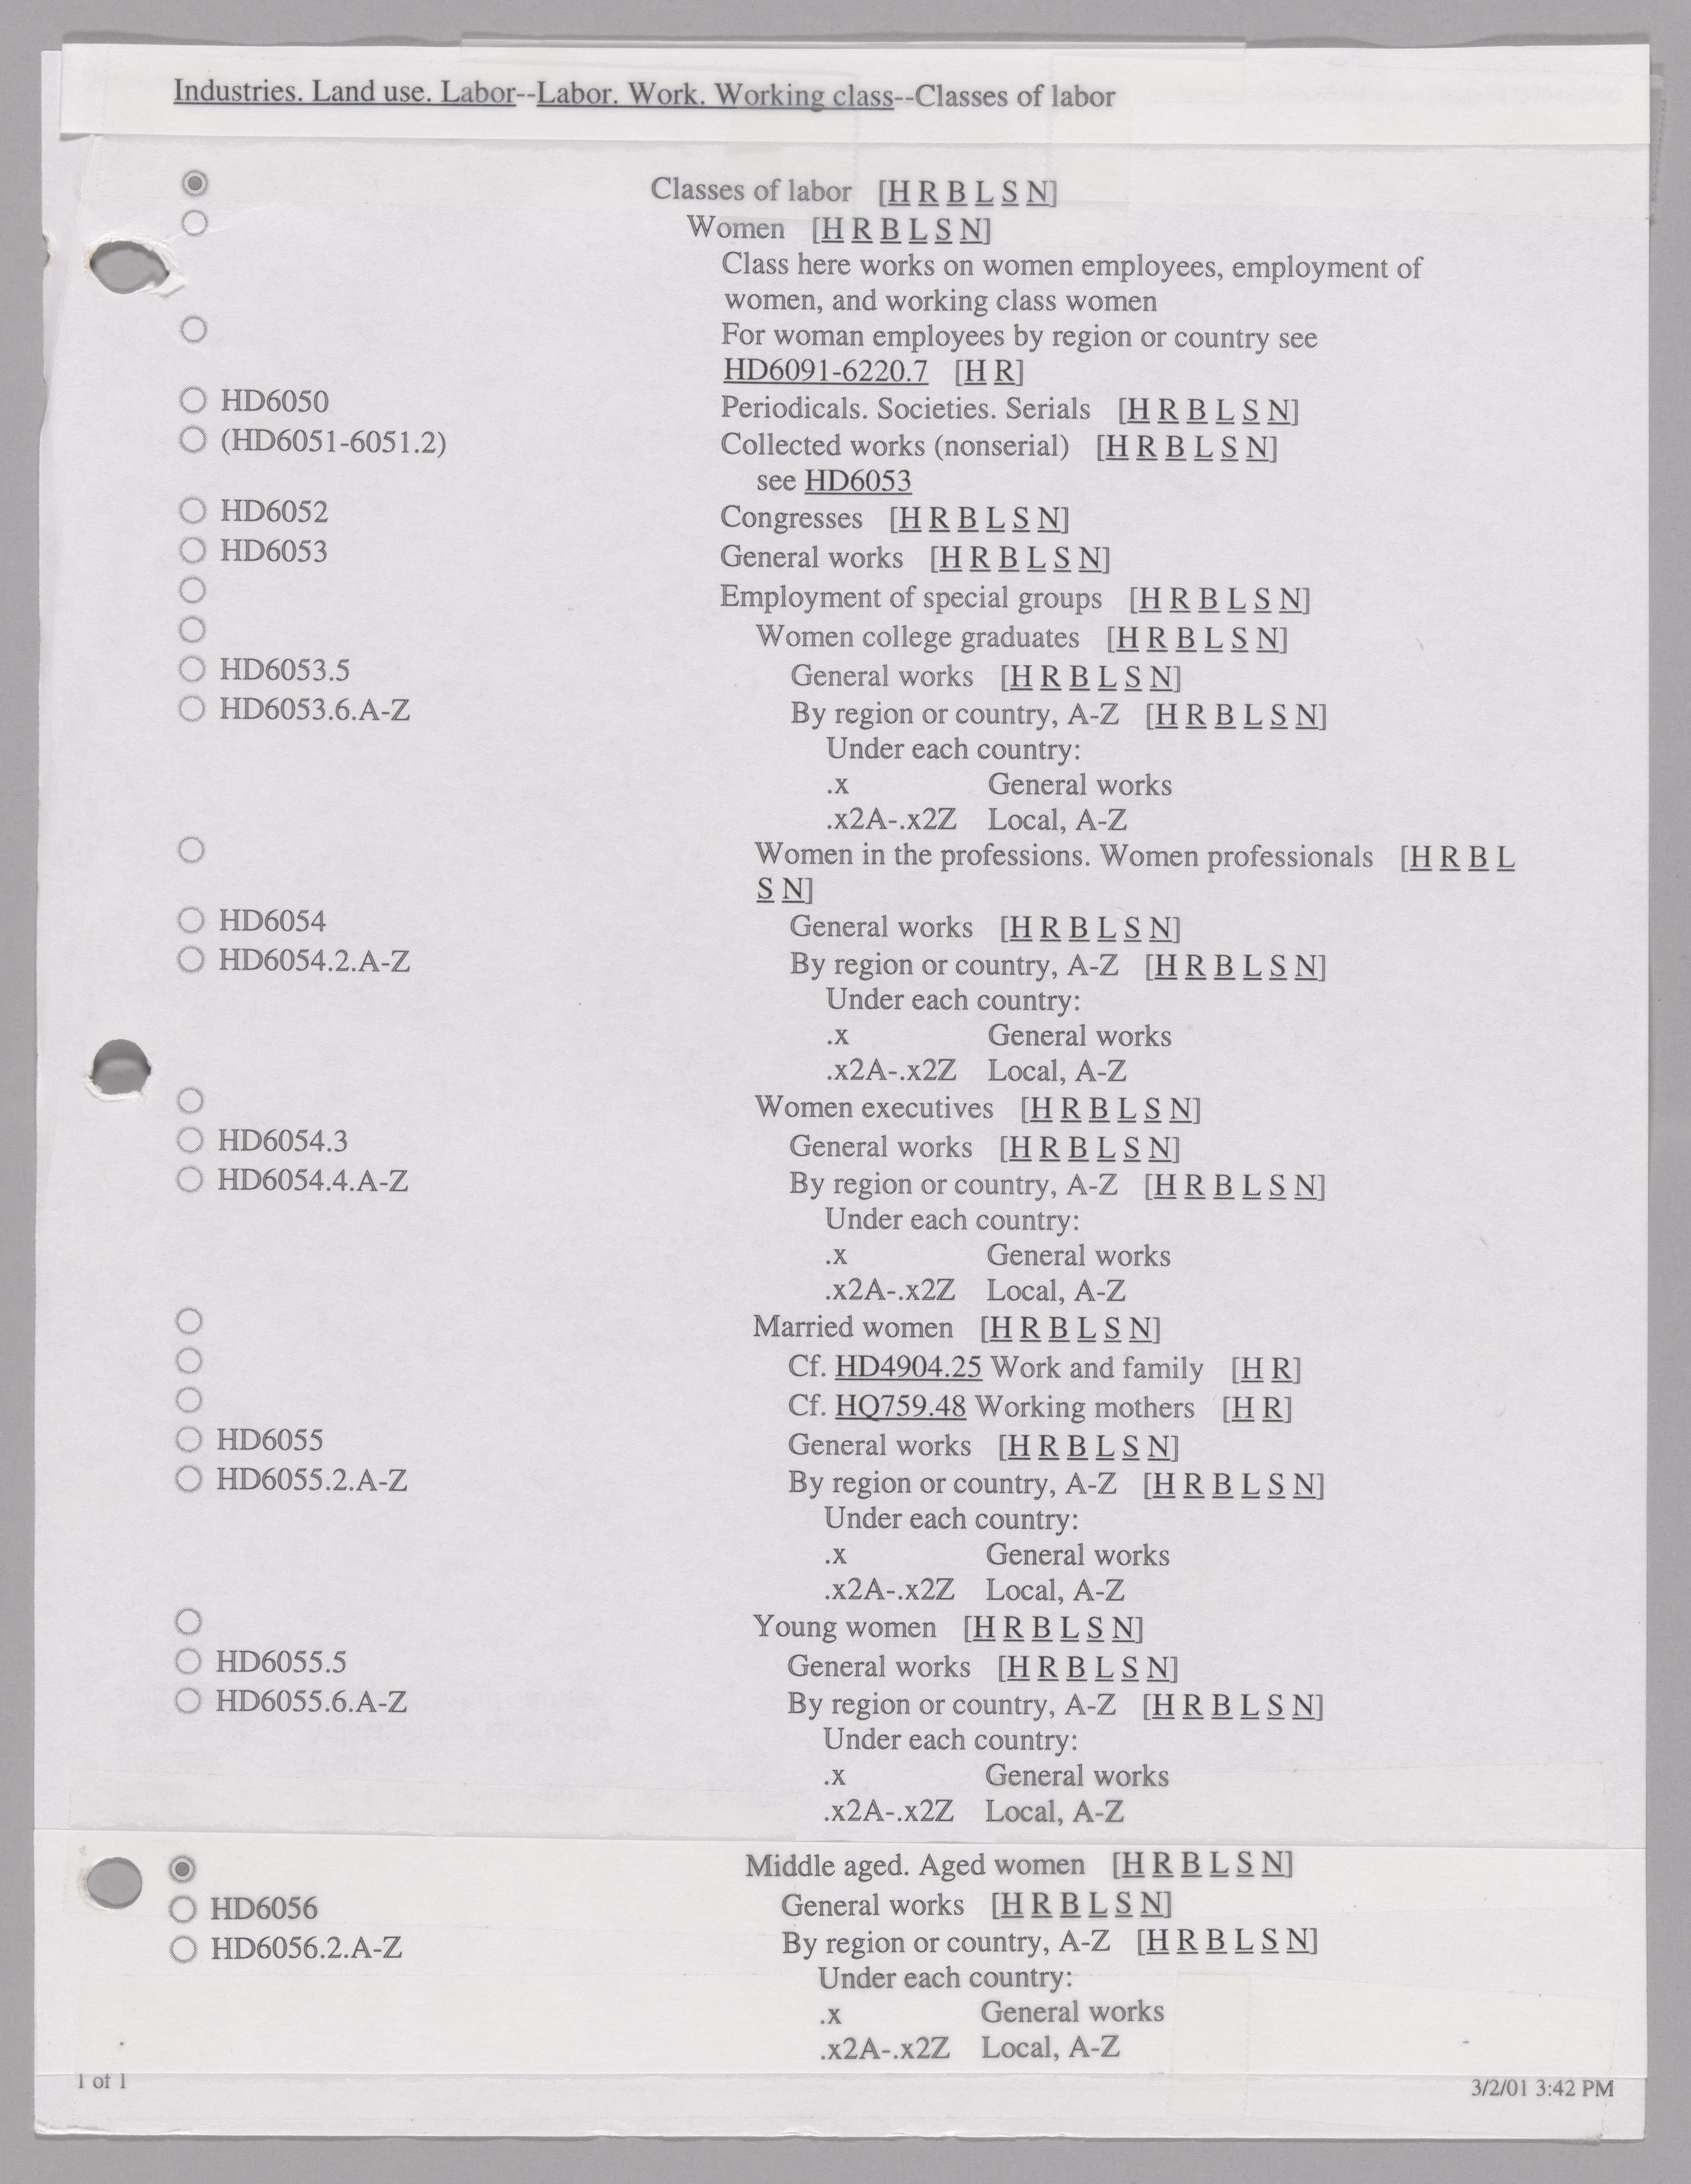 Industries. Land use. Labor--Labor. Work. Working class--Classes of labor
Classes of labor [H R B L S N]
Women [H R B L S N]
Class here works on women employees, employment of
women, and working class women
For woman employees by region or country see
HD6091-6220.7 [H R]
HD6050 Periodicals. Societies. Serials [H R B L S N]
(HD6051-6051.2) Collected works (nonserial) [H R B L S N]
see HD6053
HD6052 Congresses [H R B L S N]
HD6053 General works [H R B L S N]
Employment of special groups [H R B L S N]
Women college graduates [H R B L S N]
HD6053.5 General works [H R B L S N]
HD6053.6.A-Z By region or country, A-Z [H R B L S N]
Under each country:
.x General works
.x2A-.x2Z Local, A-Z
Women in the professions. Women professionals [H R B L
S N]
HD6054 General works [H R B L S N]
HD6054.2.A-Z By region or country, A-Z [H R B L S N]
Under each country:
.x General works
.x2A-.x2Z Local, A-Z
Women executives [H R B L S N]
HD6054.3 General works [H R B L S N]
HD6054.4.A-Z By region or country, A-Z [H R B L S N]
Under each country:
.x General works
.x2A-.x2Z Local, A-Z
Married women [H R B L S N]
Cf. HD4904.25 Work and family [H R]
Cf. HQ759.48 Working mothers [H R]
HD6055 General works [H R B L S N]
HD6055.2.A-Z By region or country, A-Z [H R B L S N]
Under each country:
.x General works
.x2A-.x2Z Local, A-Z
Young women [H R B L S N]
HD6055.5 General works [H R B L S N]
HD6055.6.A-Z By region or country, A-Z [H R B L S N]
Under each country:
.x General works
.x2A-.x2Z Local, A-Z
Middle aged. Aged women [H R B L S N]
HD6056 General works [H R B L S N]
HD6056.2.A-Z By region or country, A-Z [H R B L S N]
Under each country:
.x General works
.x2A-.x2Z Local, A-Z
1 of 1 3/2/01 3:42 PM